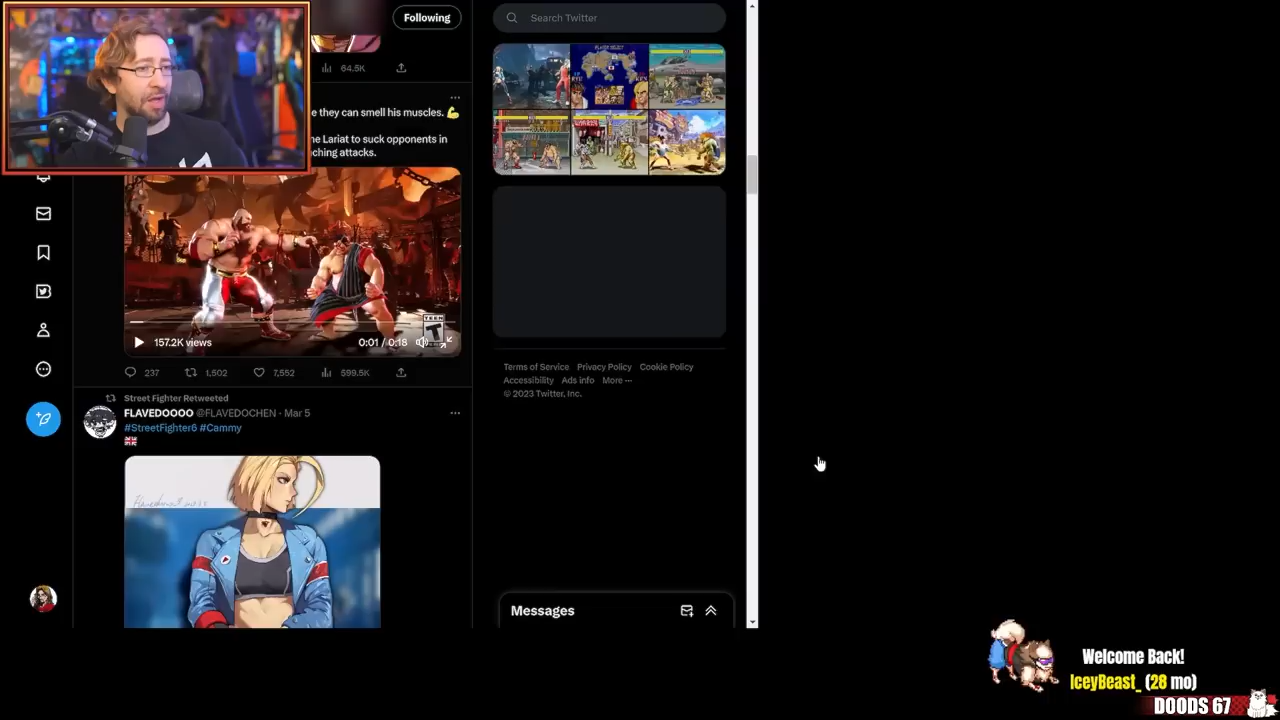 Following
Search Twitter
64.5K
e they can smell his muscles. 💪
ne Lariat to suck opponents in
ching attacks.
157.2K views
0:01 / 0:18
TEEN
T
237
1,502
7,552
599.5K
Street Fighter Retweeted
FLAVEDOOOO @FLAVEDOCHEN · Mar 5
#StreetFighter6 #Cammy
Terms of Service Privacy Policy Cookie Policy
Accessibility Ads info More ···
© 2023 Twitter, Inc.
Messages
Welcome Back!
IceyBeast_ (28 mo)
DOODS 67